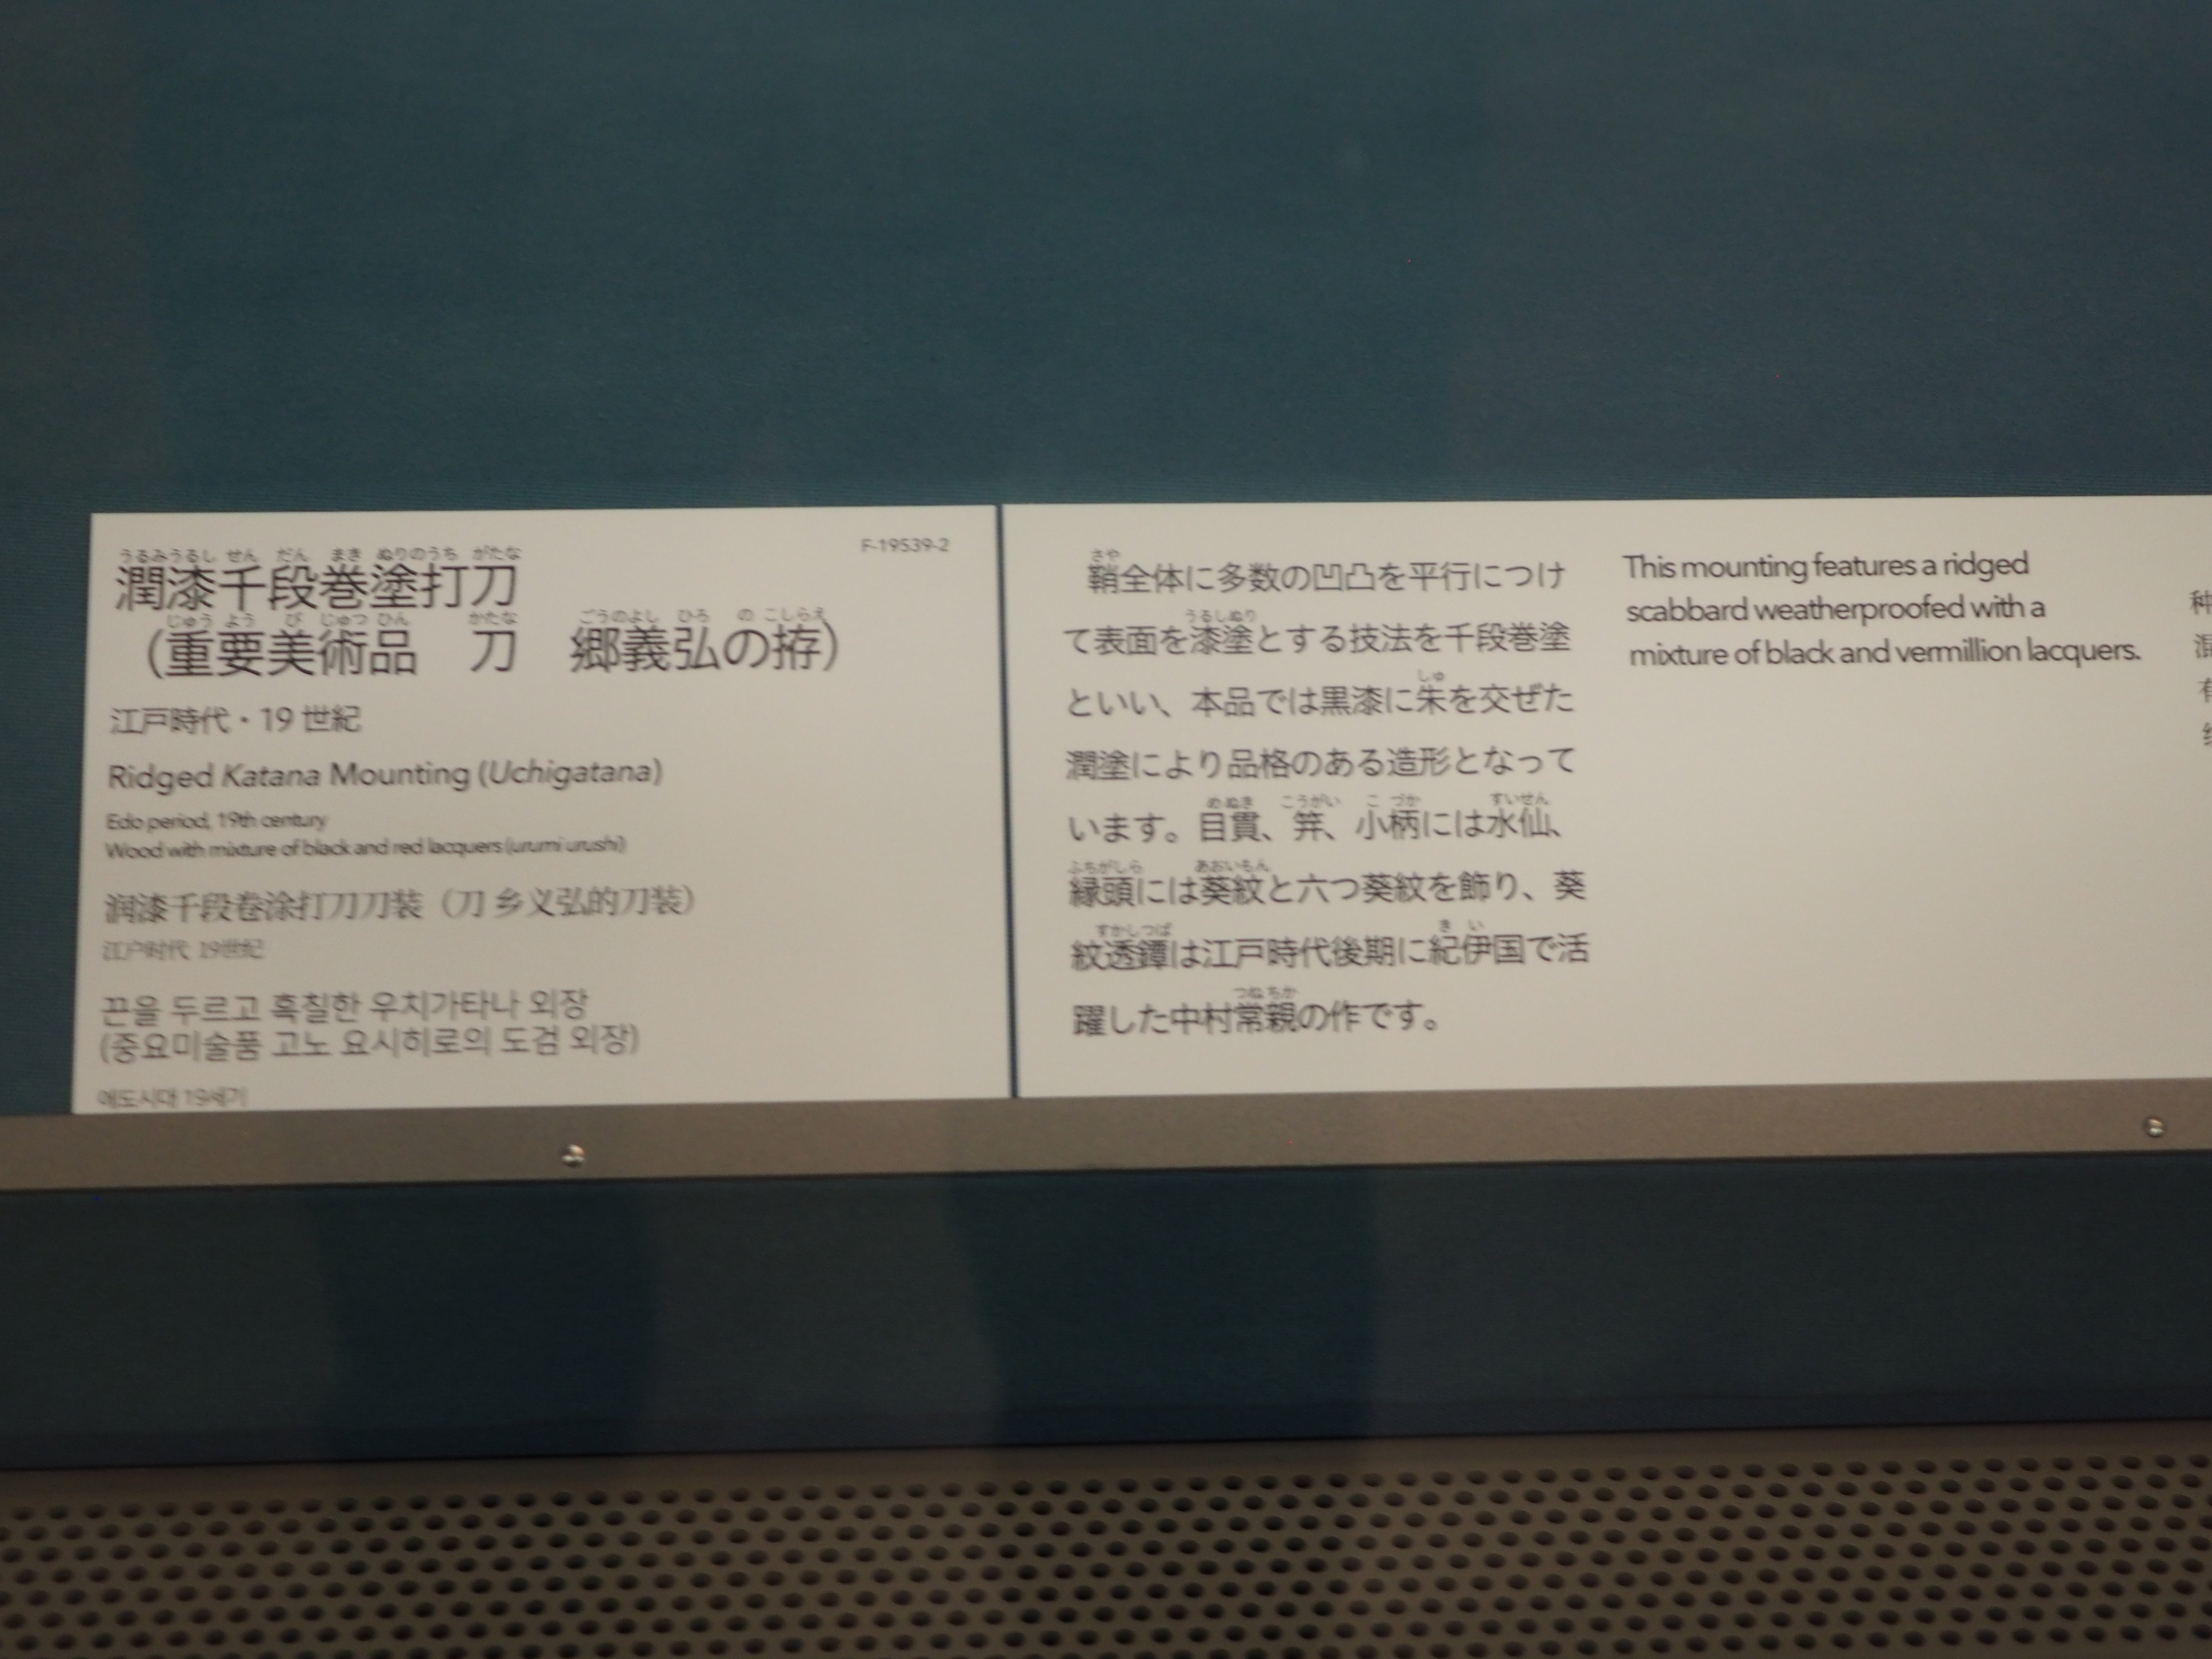 うるみうるし せん だん まき ぬりのうち がたな
潤漆千段巻塗打刀
F-19539-2
じゅう よう び じゅつ ひん かたな ごうのよし ひろ の こしらえ
(重要美術品 刀 郷義弘の拵)
江戸時代・19 世紀
Ridged Katana Mounting (Uchigatana)
Edo period, 19th century
Wood with mixture of black and red lacquers (urumi urushi)
润漆千段卷涂打刀刀装（刀 乡义弘的刀装）
江户时代 19世纪
끈을 두르고 흑칠한 우치가타나 외장
(중요미술품 고노 요시히로의 도검 외장)
에도시대 19세기
さや
鞘全体に多数の凹凸を平行につけ
うるしぬり
て表面を漆塗とする技法を千段巻塗
しゅ
といい、本品では黒漆に朱を交ぜた
潤塗により品格のある造形となって
めぬき こうがい こ づか すいせん
います。目貫、笄、小柄には水仙、
ふちがしら あおいもん
縁頭には葵紋と六つ葵紋を飾り、葵
すかしつば き い
紋透鐔は江戸時代後期に紀伊国で活
つねちか
躍した中村常親の作です。
This mounting features a ridged
scabbard weatherproofed with a
mixture of black and vermillion lacquers.
种